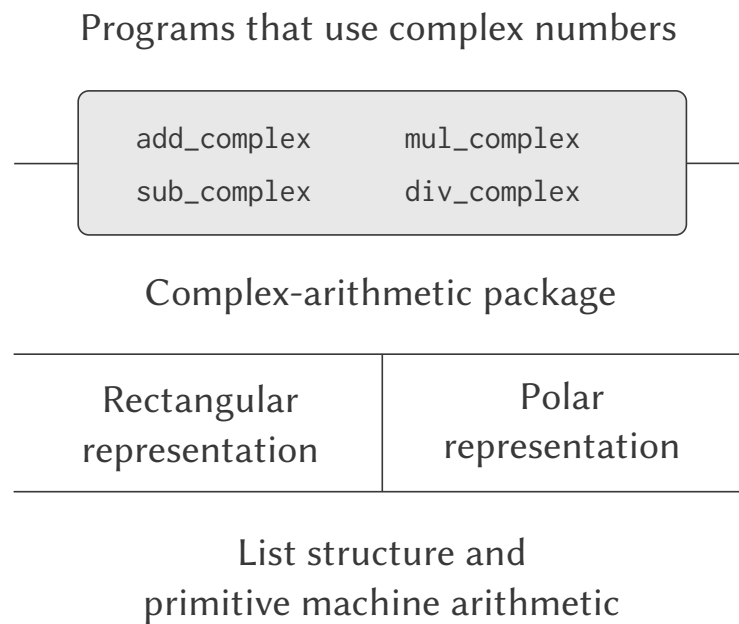 Programs that use complex numbers
add_complex mul_complex
sub_complex div_complex
Complex-arithmetic package
Rectangular
representation
Polar
representation
List structure and
primitive machine arithmetic